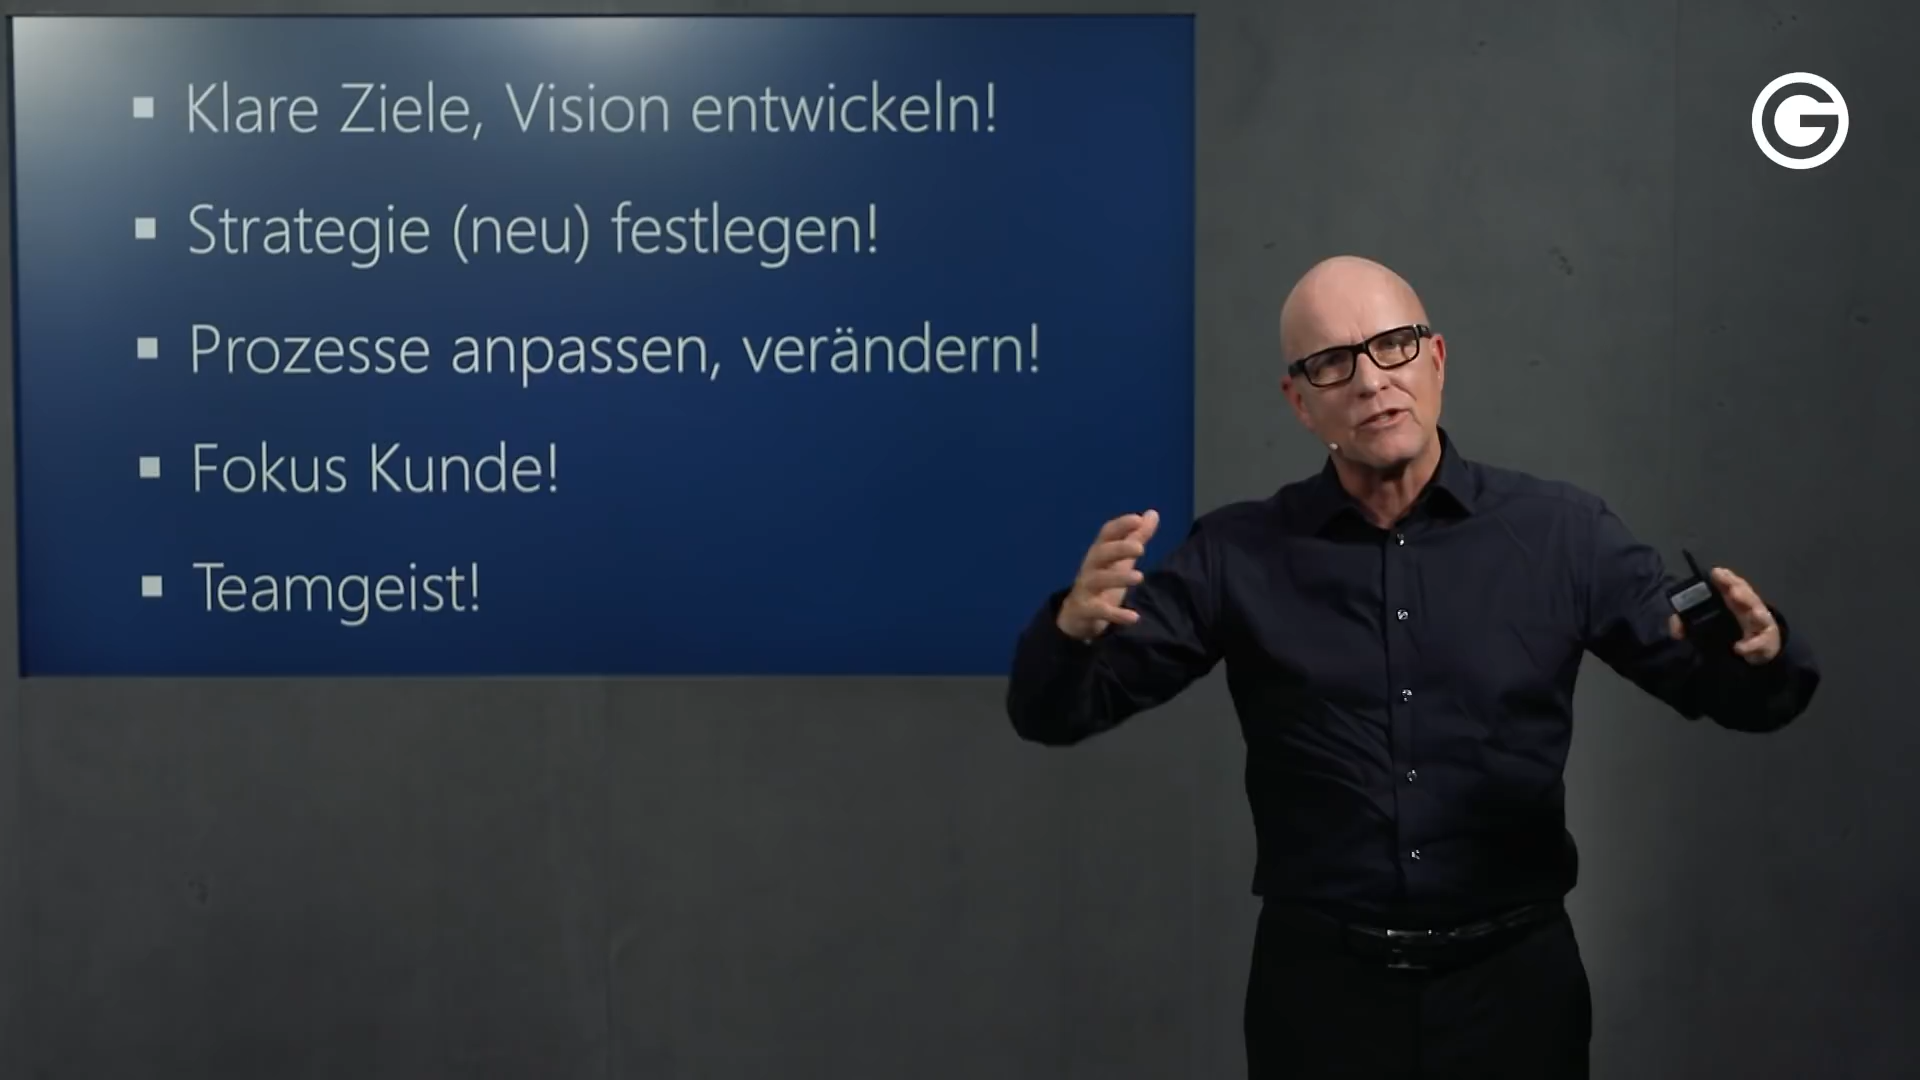 ▪ Klare Ziele, Vision entwickeln!
▪ Strategie (neu) festlegen!
▪ Prozesse anpassen, verändern!
▪ Fokus Kunde!
▪ Teamgeist!
G